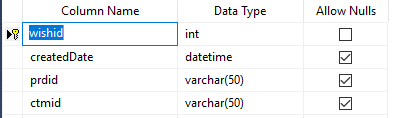 Column Name Data Type Allow Nulls
wishid int
createdDate datetime
prdid varchar(50)
ctmid varchar(50)